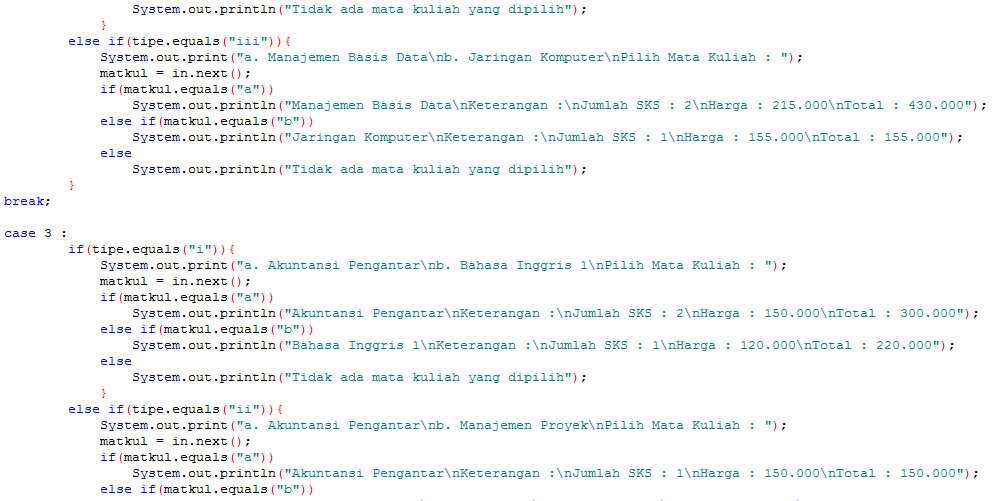 System.out.println("Tidak ada mata kuliah yang dipilih");
}
else if(tipe.equals("iii")){
System.out.print("a. Manajemen Basis Data\nb. Jaringan Komputer\nPilih Mata Kuliah : ");
matkul = in.next();
if(matkul.equals("a"))
System.out.println("Manajemen Basis Data\nKeterangan :\nJumlah SKS : 2\nHarga : 215.000\nTotal : 430.000");
else if(matkul.equals("b"))
System.out.println("Jaringan Komputer\nKeterangan :\nJumlah SKS : 1\nHarga : 155.000\nTotal : 155.000");
else
System.out.println("Tidak ada mata kuliah yang dipilih");
}
break;
case 3 :
if(tipe.equals("i")){
System.out.print("a. Akuntansi Pengantar\nb. Bahasa Inggris 1\nPilih Mata Kuliah : ");
matkul = in.next();
if(matkul.equals("a"))
System.out.println("Akuntansi Pengantar\nKeterangan :\nJumlah SKS : 2\nHarga : 150.000\nTotal : 300.000");
else if(matkul.equals("b"))
System.out.println("Bahasa Inggris 1\nKeterangan :\nJumlah SKS : 1\nHarga : 120.000\nTotal : 220.000");
else
System.out.println("Tidak ada mata kuliah yang dipilih");
}
else if(tipe.equals("ii")){
System.out.print("a. Akuntansi Pengantar\nb. Manajemen Proyek\nPilih Mata Kuliah : ");
matkul = in.next();
if(matkul.equals("a"))
System.out.println("Akuntansi Pengantar\nKeterangan :\nJumlah SKS : 1\nHarga : 150.000\nTotal : 150.000");
else if(matkul.equals("b"))